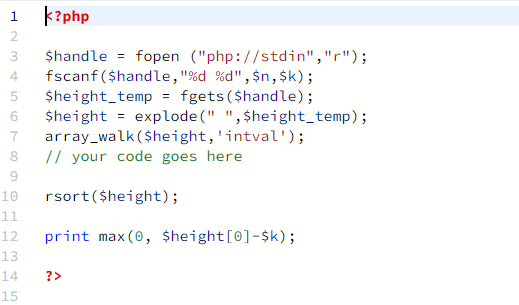 1 <?php
2
3 $handle = fopen ("php://stdin","r");
4 fscanf($handle,"%d %d",$n,$k);
5 $height_temp = fgets($handle);
6 $height = explode(" ",$height_temp);
7 array_walk($height,'intval');
8 // your code goes here
9
10 rsort($height);
11
12 print max(0, $height[0]-$k);
13
14 ?>
15